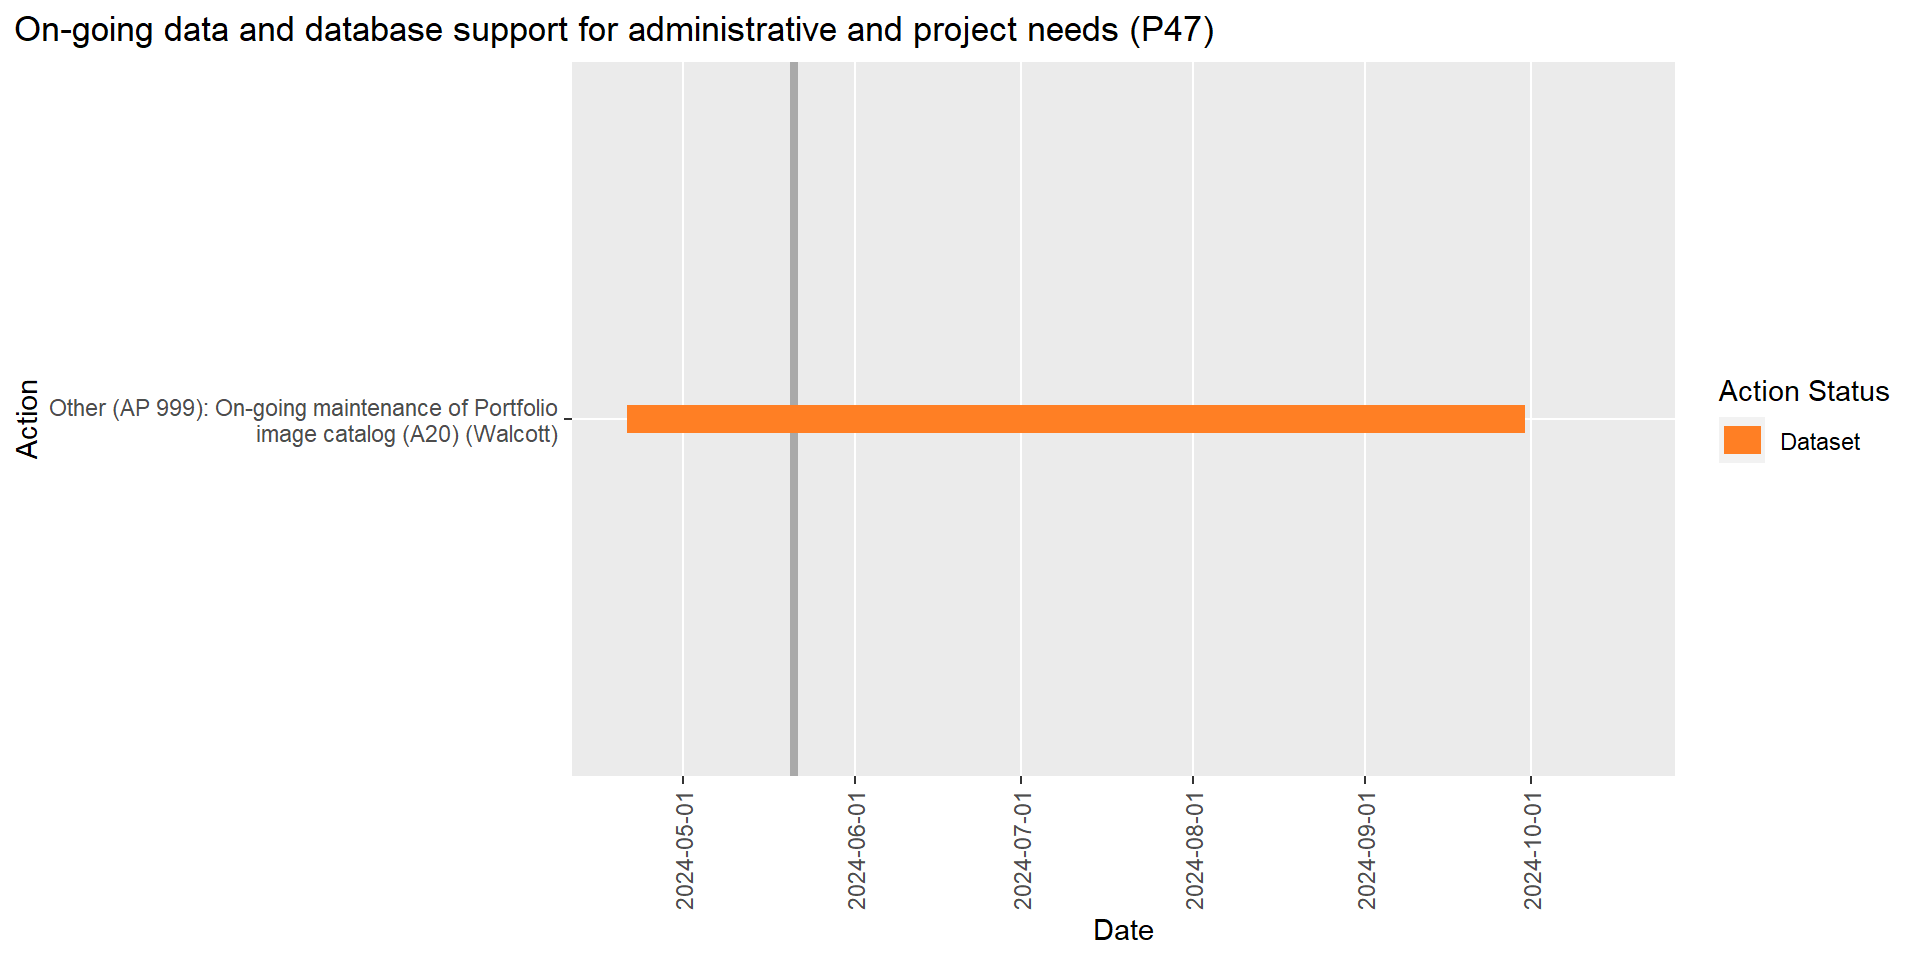 On-going data and database support for administrative and project needs (P47)
Action
Other (AP 999): On-going maintenance of Portfolio
image catalog (A20) (Walcott)
Action Status
Dataset
2024-05-01
2024-06-01
2024-07-01
2024-08-01
2024-09-01
2024-10-01
Date